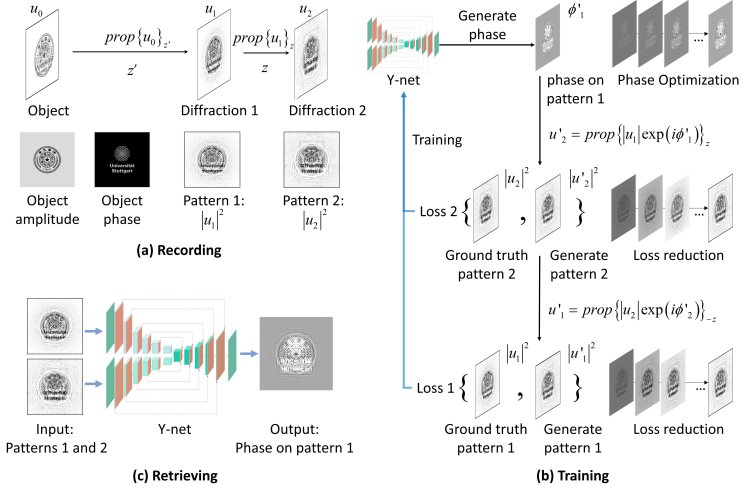 u₀
prop{u₀}_z'
z'
u₁
prop{u₁}_z
z
u₂
Object
Diffraction 1
Diffraction 2
Universität
Stuttgart
Object
amplitude
Object
phase
Pattern 1:
|u₁|²
Pattern 2:
|u₂|²
(a) Recording
Input:
Patterns 1 and 2
Y-net
Output:
Phase on pattern 1
(c) Retrieving
Y-net
Generate
phase
ϕ'₁
phase on
pattern 1
...
Phase Optimization
Training
u'₂ = prop{|u₁|exp(iϕ'₁)}_z
Loss 2 { |u₂|² , |u'₂|² }
Ground truth
pattern 2
Generate
pattern 2
...
Loss reduction
u'₁ = prop{|u₂|exp(iϕ'₂)}_-z
Loss 1 { |u₁|² , |u'₁|² }
Ground truth
pattern 1
Generate
pattern 1
...
Loss reduction
(b) Training